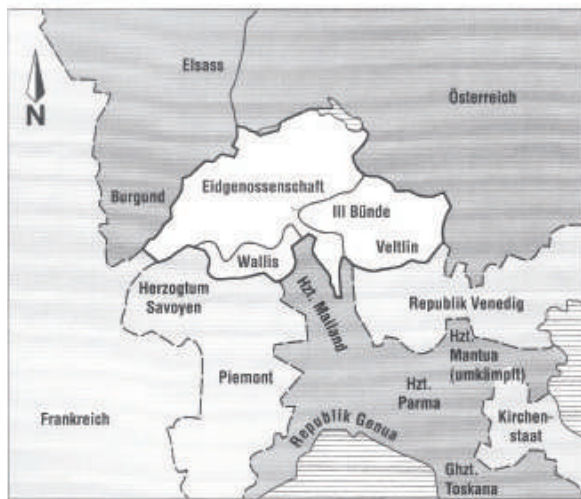 Elsass
Österreich
N
Burgund
Eidgenossenschaft
III Bünde
Veltlin
Wallis
Herzogtum
Savoyen
Hzt. Mailand
Republik Venedig
Hzt.
Mantua
(umkämpft)
Piemont
Hzt.
Parma
Frankreich
Republik Genua
Kirchen-
staat
Ghzt.
Toskana